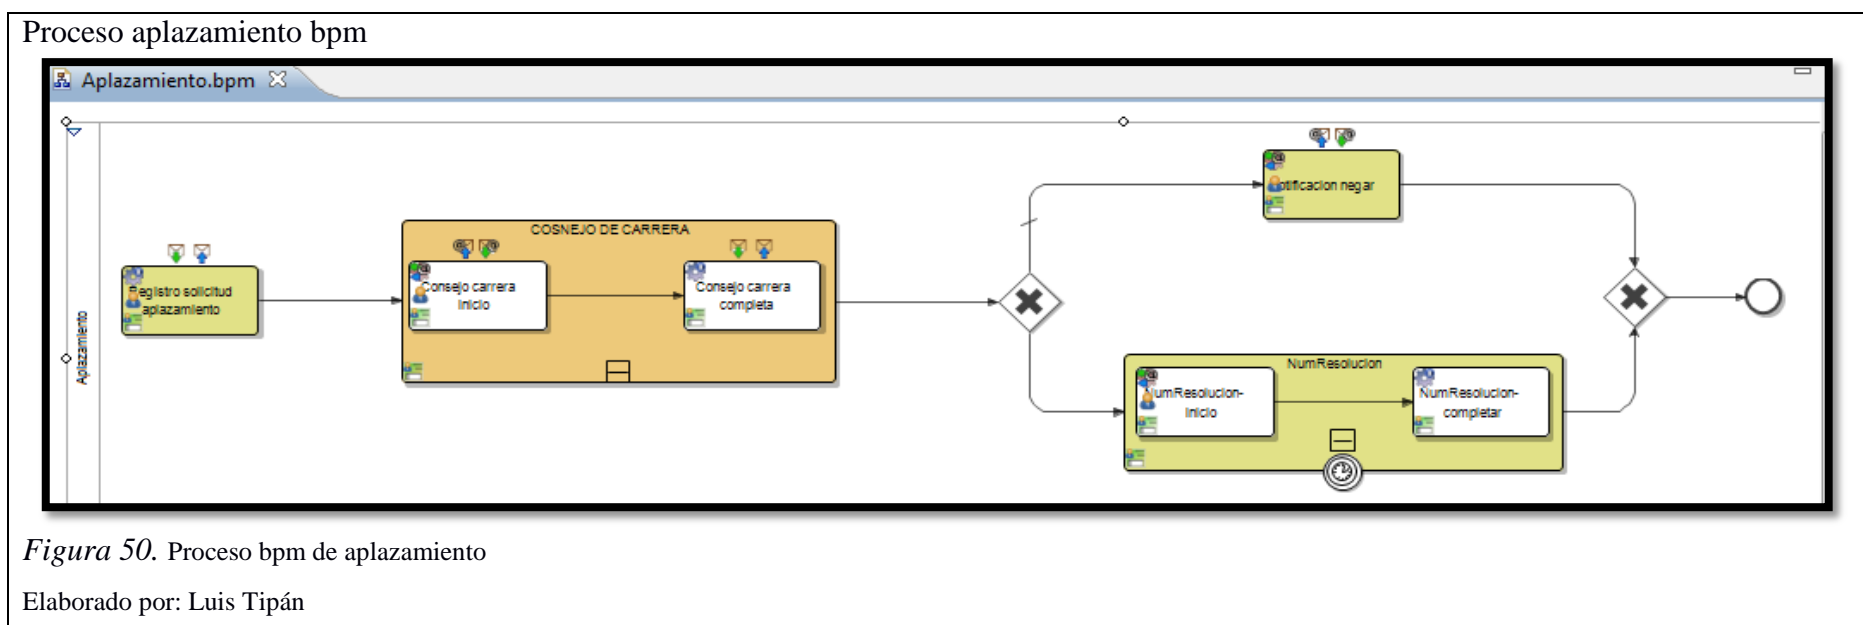 Proceso aplazamiento bpm
Aplazamiento.bpm
Aplazamiento
Registro solicitud
aplazamiento
COSNEJO DE CARRERA
Consejo carrera
Inicio
Consejo carrera
completa
otificacion negar
NumResolucion
NumResolucion-
Inicio
NumResolucion-
completar
Figura 50. Proceso bpm de aplazamiento
Elaborado por: Luis Tipán